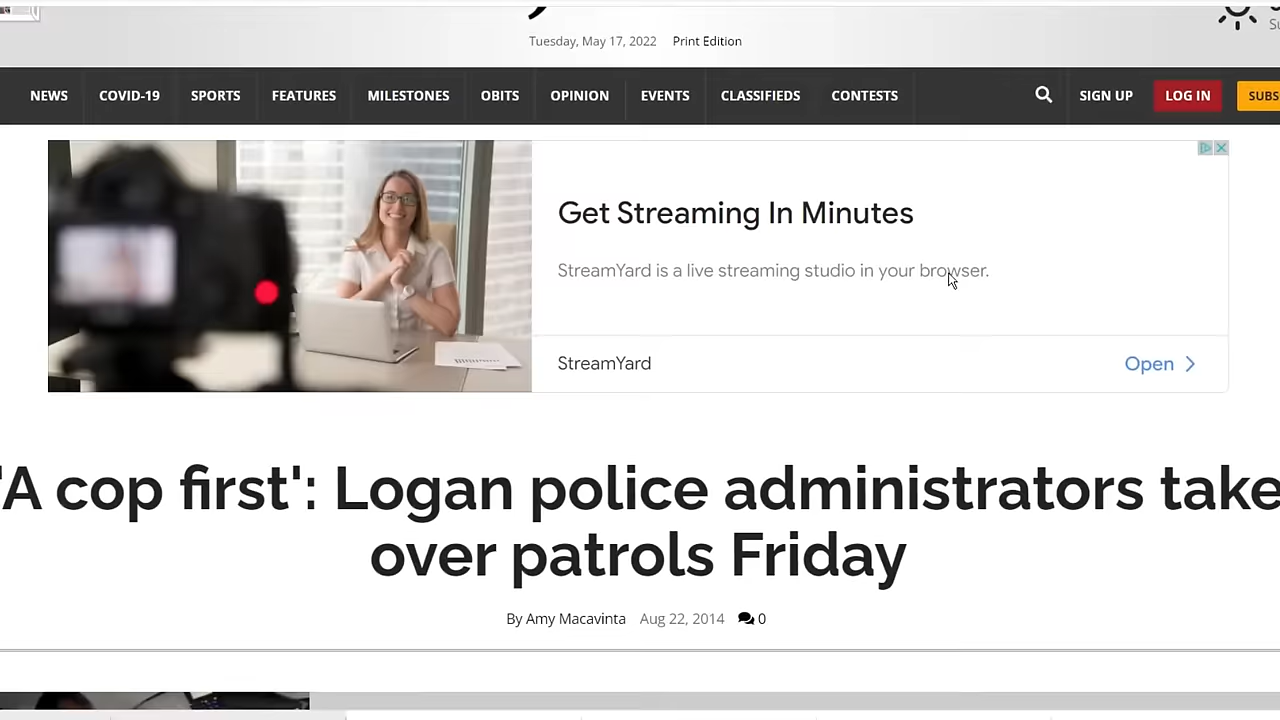 Tuesday, May 17, 2022 Print Edition
NEWS COVID-19 SPORTS FEATURES MILESTONES OBITS OPINION EVENTS CLASSIFIEDS CONTESTS SIGN UP LOG IN SUBS
Get Streaming In Minutes
StreamYard is a live streaming studio in your browser.
StreamYard Open
'A cop first': Logan police administrators take
over patrols Friday
By Amy Macavinta Aug 22, 2014 0